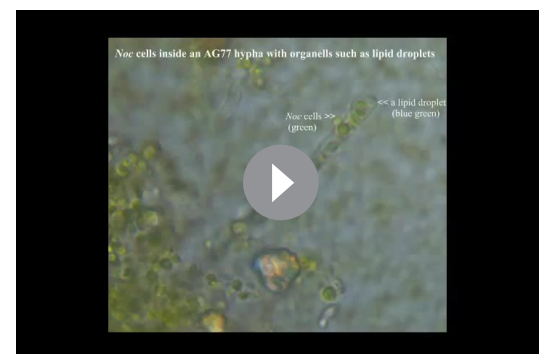 Noc cells inside an AG77 hypha with organells such as lipid droplets
<< a lipid droplet
(blue green)
Noc cells >>
(green)